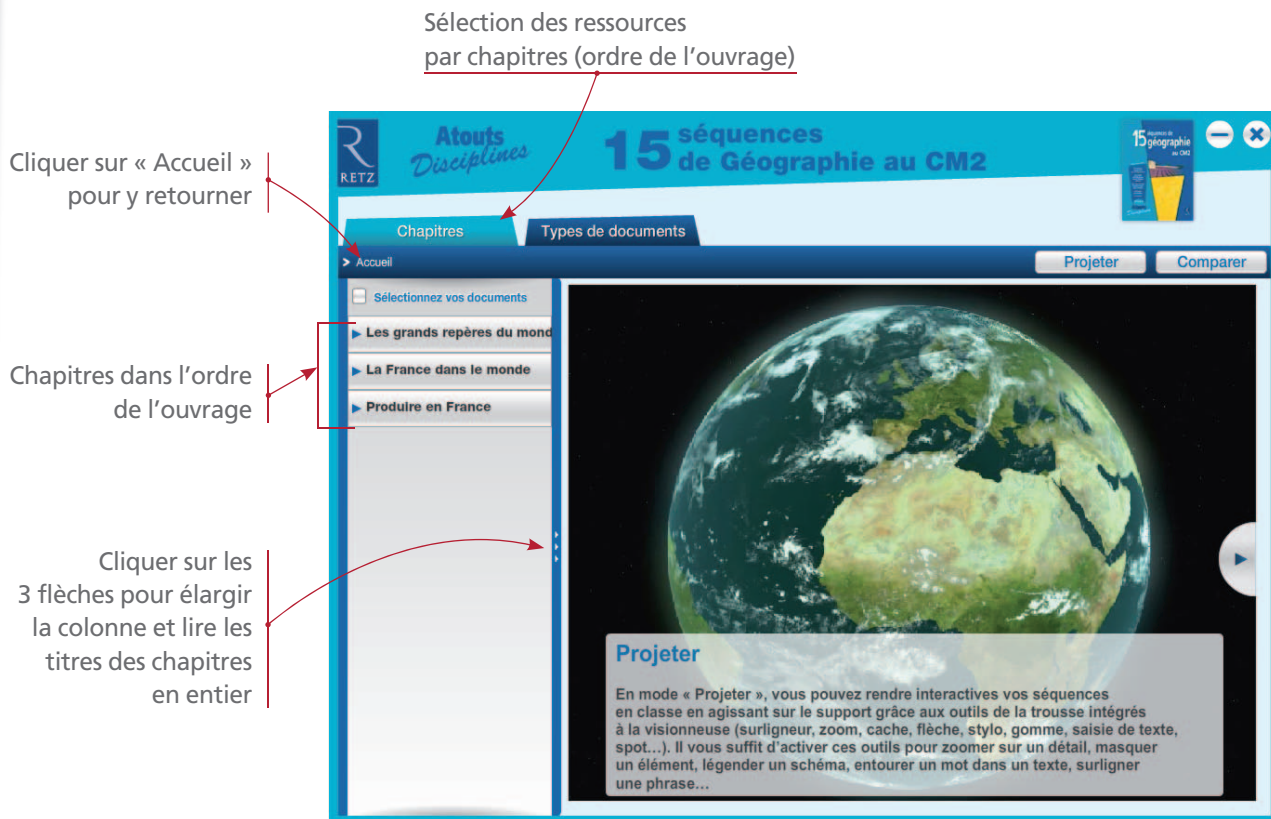 Sélection des ressources
par chapitres (ordre de l'ouvrage)
Cliquer sur « Accueil »
pour y retourner
Chapitres dans l'ordre
de l'ouvrage
Cliquer sur les
3 flèches pour élargir
la colonne et lire les
titres des chapitres
en entier
R
RETZ
Atouts
Disciplines
15 séquences
de Géographie au CM2
15 séquences de
géographie
au CM2
Chapitres
Types de documents
> Accueil
Projeter
Comparer
Sélectionnez vos documents
Les grands repères du mond
La France dans le monde
Produire en France
Projeter
En mode « Projeter », vous pouvez rendre interactives vos séquences
en classe en agissant sur le support grâce aux outils de la trousse intégrés
à la visionneuse (surligneur, zoom, cache, flèche, stylo, gomme, saisie de texte,
spot…). Il vous suffit d'activer ces outils pour zoomer sur un détail, masquer
un élément, légender un schéma, entourer un mot dans un texte, surligner
une phrase…